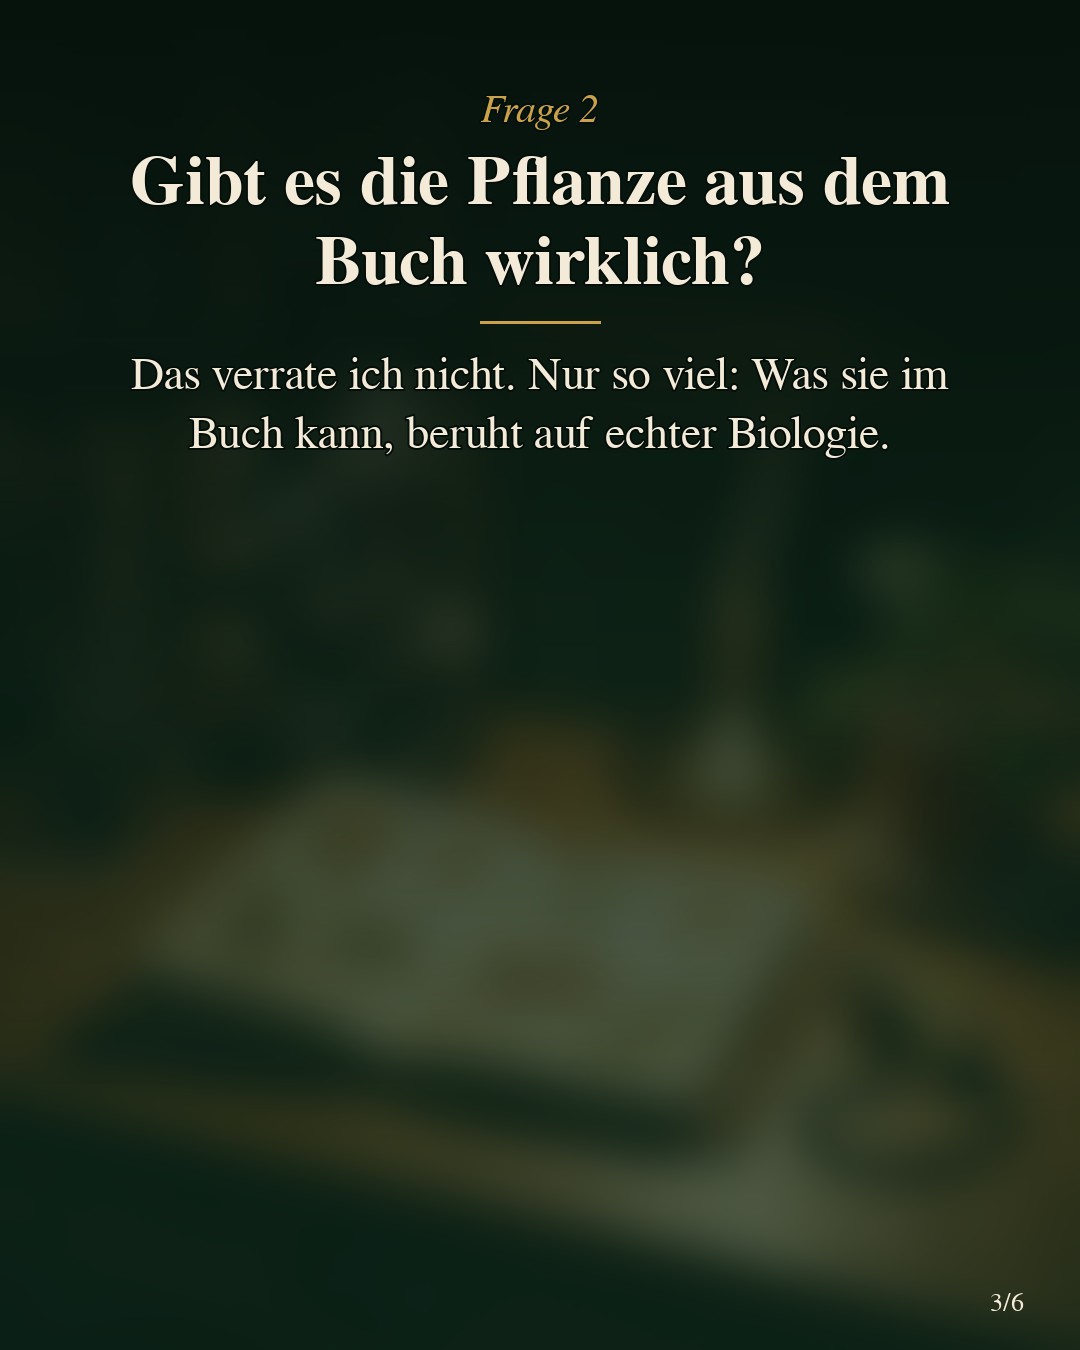 Frage 2
Gibt es die Pflanze aus dem
Buch wirklich?
Das verrate ich nicht. Nur so viel: Was sie im
Buch kann, beruht auf echter Biologie.
3/6